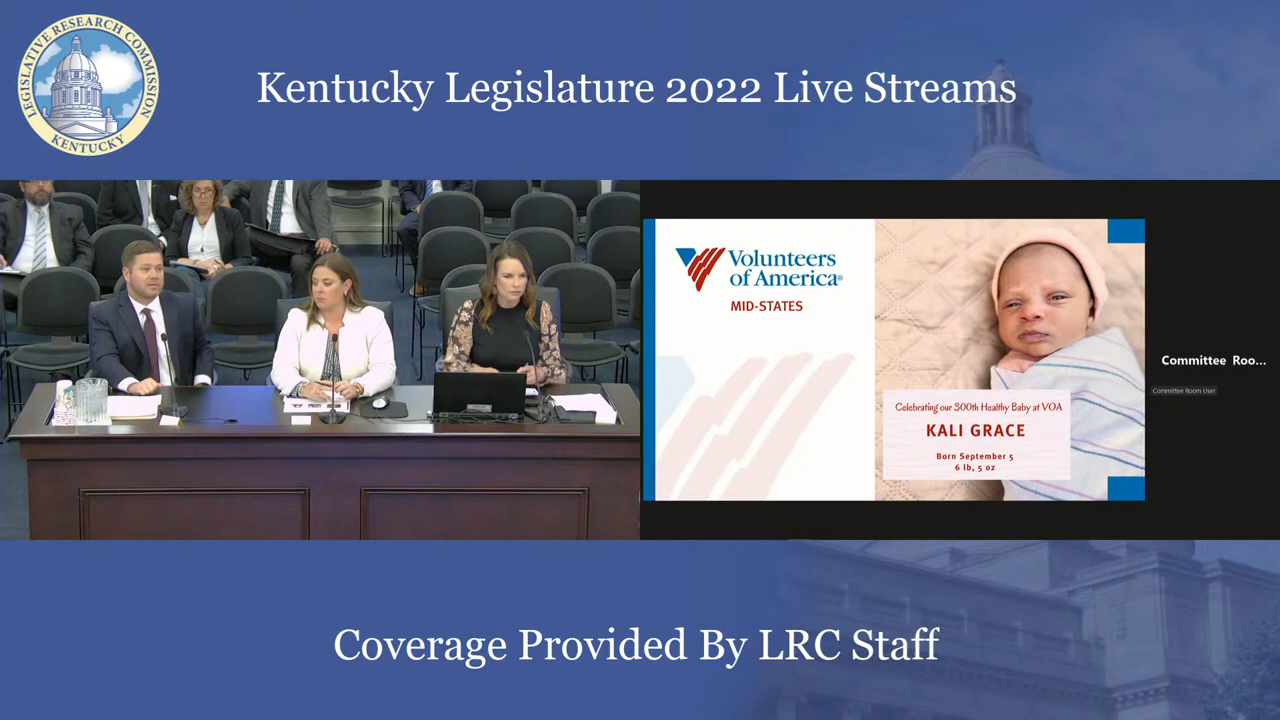 LEGISLATIVE RESEARCH COMMISSION
KENTUCKY
Kentucky Legislature 2022 Live Streams
Volunteers
of America®
MID-STATES
Celebrating our 300th Healthy Baby at VOA
KALI GRACE
Born September 5
6 lb, 5 oz
Committee Roo...
Committee Room User
Coverage Provided By LRC Staff